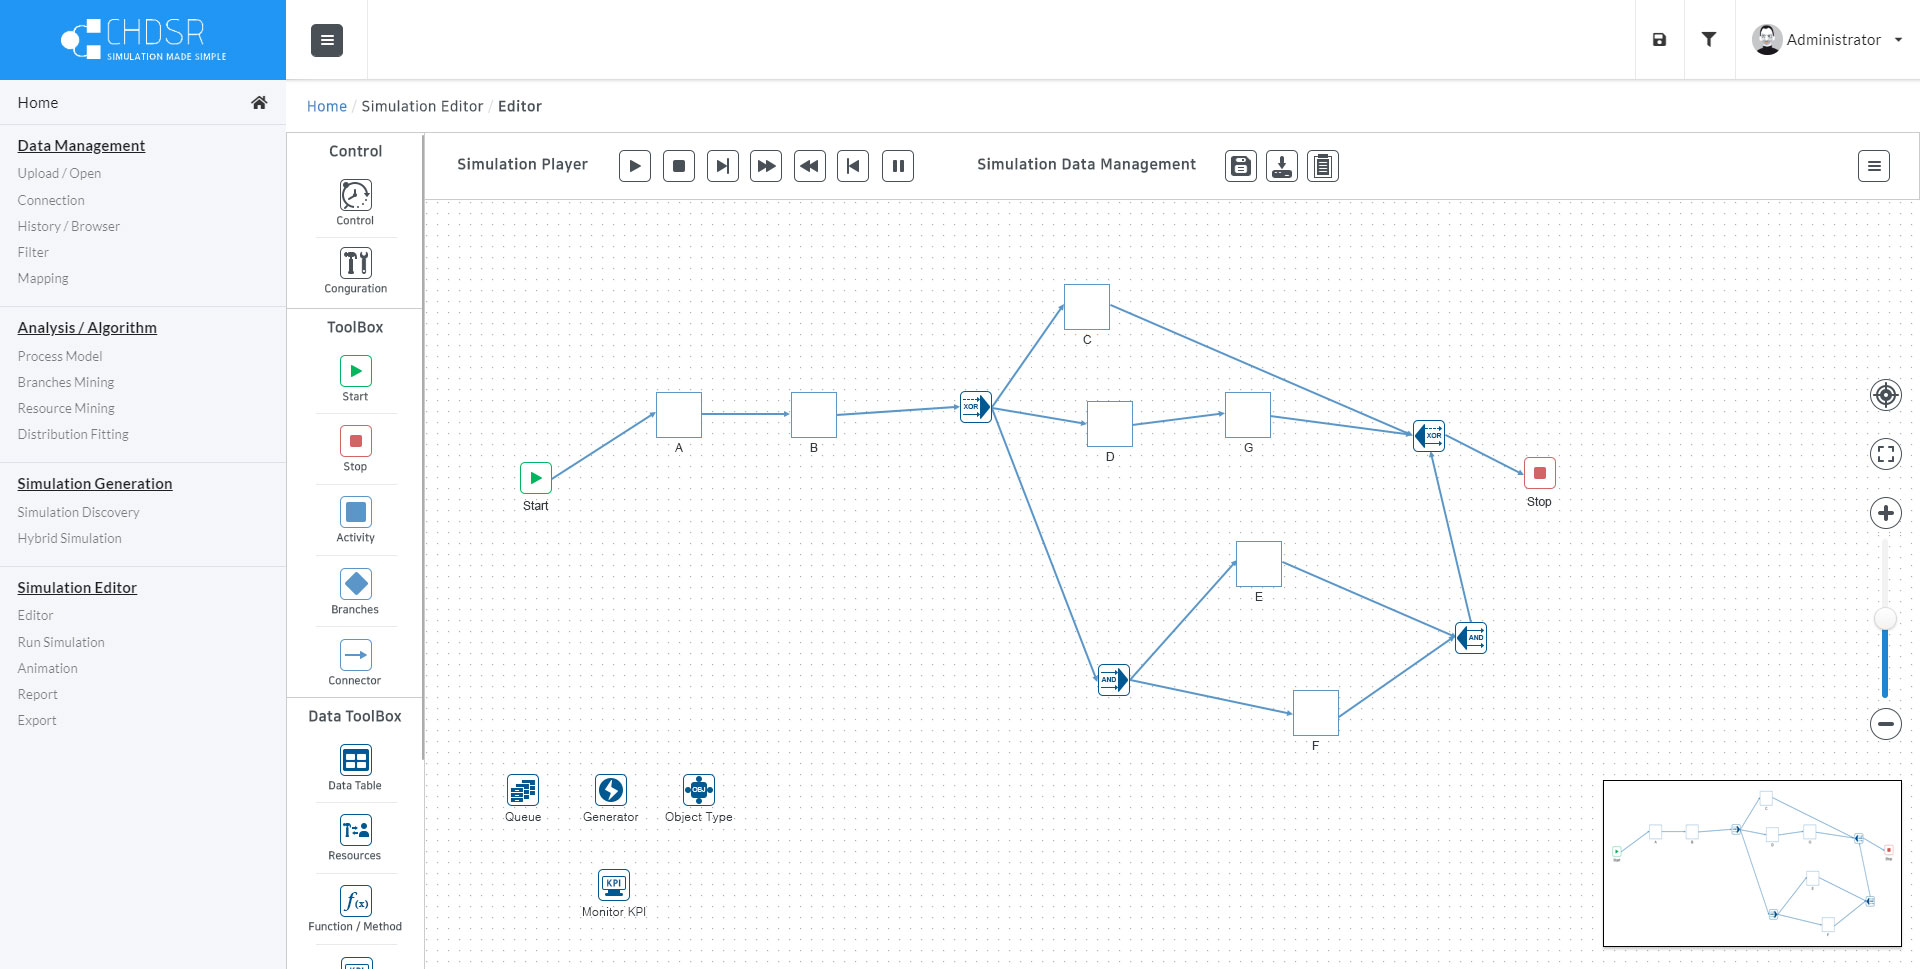 CHDSR
SIMULATION MADE SIMPLE
Administrator
Home
Home / Simulation Editor / Editor
Data Management
Upload / Open
Connection
History / Browser
Filter
Mapping
Analysis / Algorithm
Process Model
Branches Mining
Resource Mining
Distribution Fitting
Simulation Generation
Simulation Discovery
Hybrid Simulation
Simulation Editor
Editor
Run Simulation
Animation
Report
Export
Control
Control
Conguration
ToolBox
Start
Stop
Activity
Branches
Connector
Data ToolBox
Data Table
Resources
f(x)
Function / Method
KPI
Simulation Player
Simulation Data Management
C
XOR
A
B
D
G
XOR
Start
Stop
E
AND
AND
F
Queue
Generator
OBJ
Object Type
KPI
Monitor KPI